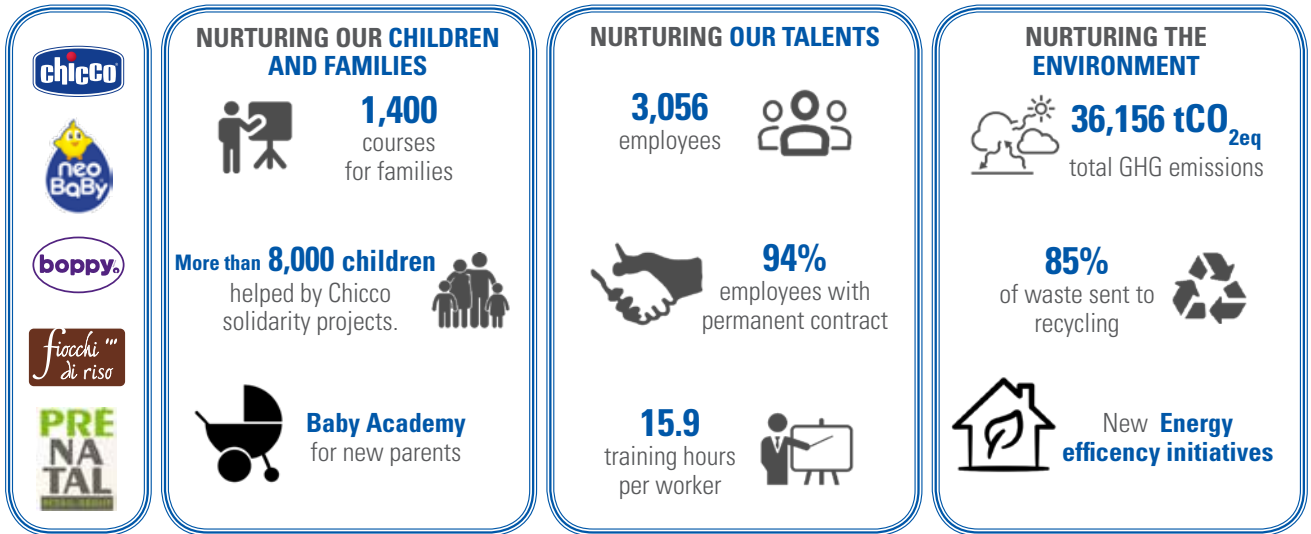 chicco
neo
BaBy
boppy.
fiocchi
di riso
PRÉ
NA
TAL
NURTURING OUR CHILDREN
AND FAMILIES
1,400
courses
for families
More than 8,000 children
helped by Chicco
solidarity projects.
Baby Academy
for new parents
NURTURING OUR TALENTS
3,056
employees
94%
employees with
permanent contract
15.9
training hours
per worker
NURTURING THE
ENVIRONMENT
36,156 tCO2eq
total GHG emissions
85%
of waste sent to
recycling
New Energy
efficency initiatives